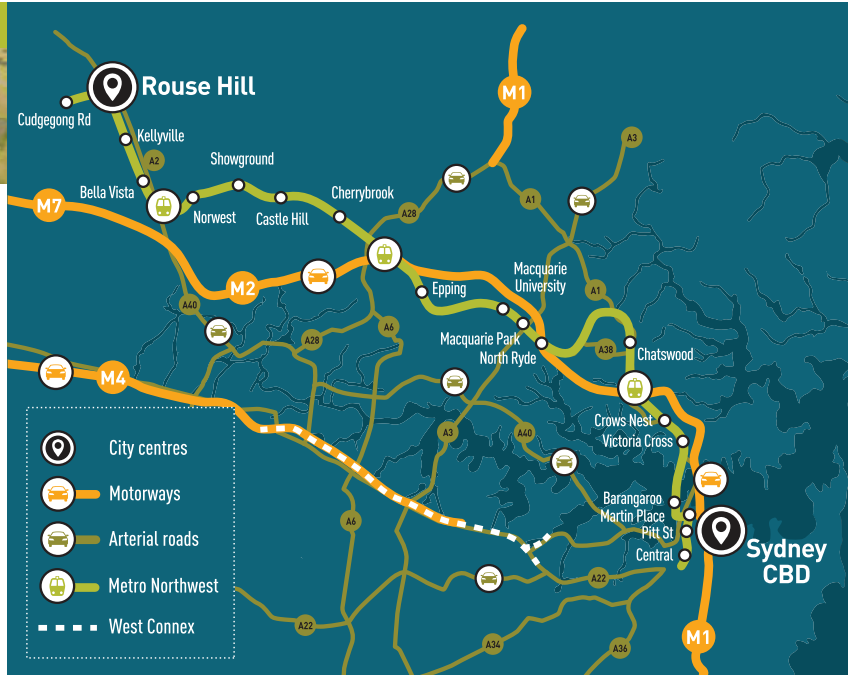 M1
Rouse Hill
Cudgegong Rd
Kellyville
A3
A2
Showground
Bella Vista
Cherrybrook
M7
Norwest
Castle Hill
A28
A1
Macquarie
University
M2
Epping
A1
A40
A6
A28
Macquarie Park
North Ryde
A38
Chatswood
M4
Crows Nest
Victoria Cross
A3
A40
City centres
Motorways
Barangaroo
Martin Place
Pitt St
Central
A6
Arterial roads
Sydney
CBD
Metro Northwest
A22
West Connex
A22
A34
A36
M1